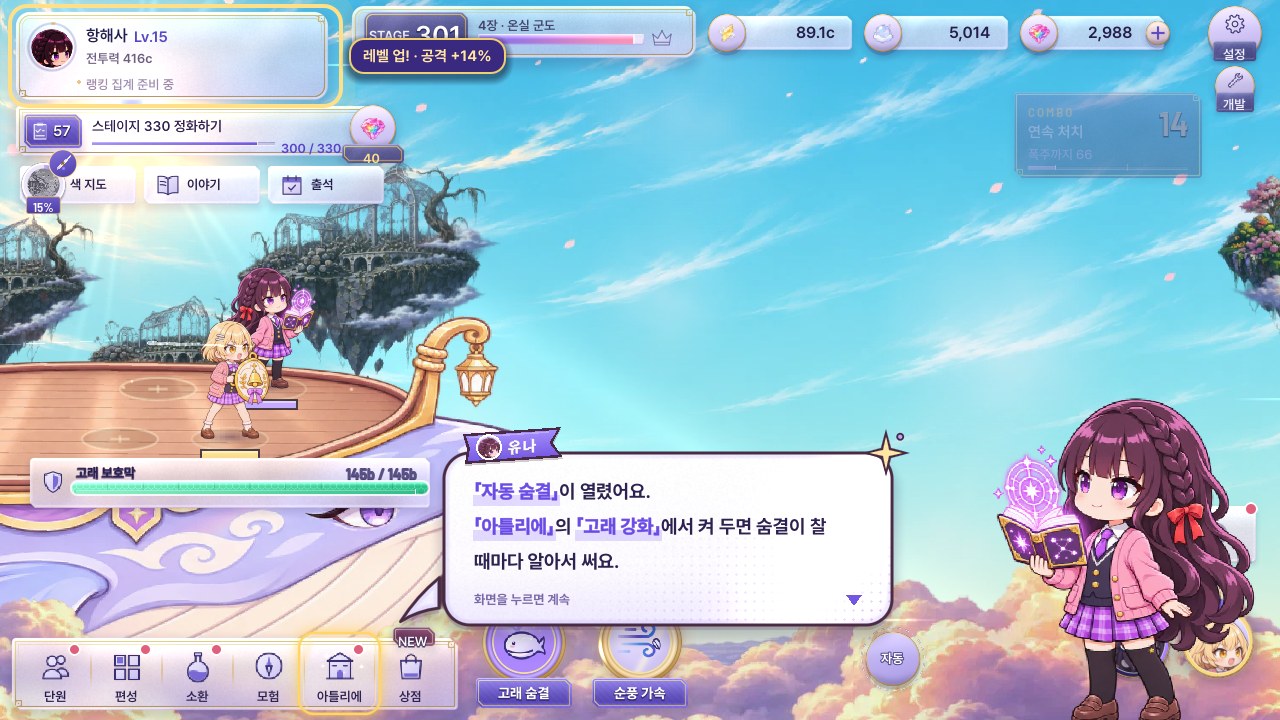 항해사 Lv.15
전투력 416c
랭킹 집계 준비 중
STAGE 301
4장 · 온실 군도
레벨 업! · 공격 +14%
89.1c
5,014
2,988
설정
개발
57
스테이지 330 정화하기
300 / 330
40
색 지도
15%
이야기
출석
COMBO
연속 처치
14
폭주까지 66
고래 보호막
145b / 145b
유나
『자동 숨결』이 열렸어요.
『아틀리에』의 『고래 강화』에서 켜 두면 숨결이 찰
때마다 알아서 써요.
화면을 누르면 계속
단원
편성
소환
모험
아틀리에
NEW
상점
고래 숨결
순풍 가속
자동